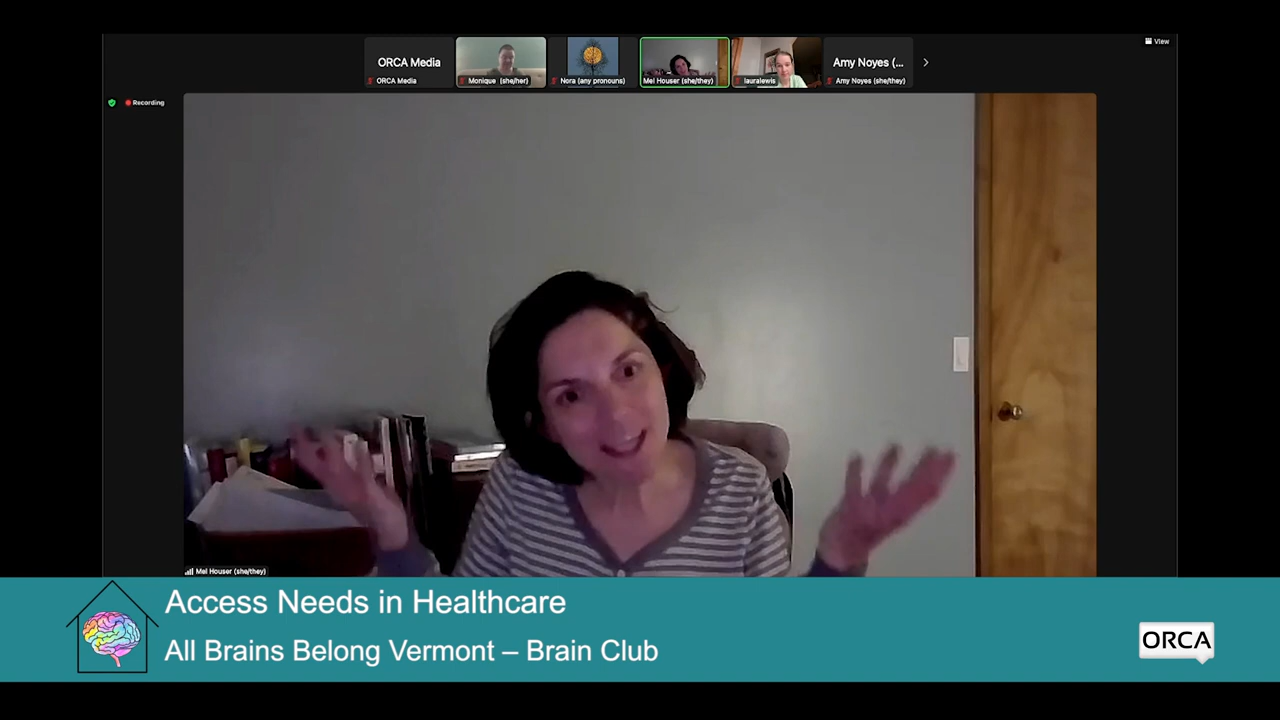 View
ORCA Media
ORCA Media
Monique (she/her)
Nora (any pronouns)
Mel Houser (she/they)
lauralewis
Amy Noyes (...
Amy Noyes (she/they)
Recording
Mel Houser (she/they)
Access Needs in Healthcare
All Brains Belong Vermont – Brain Club
ORCA